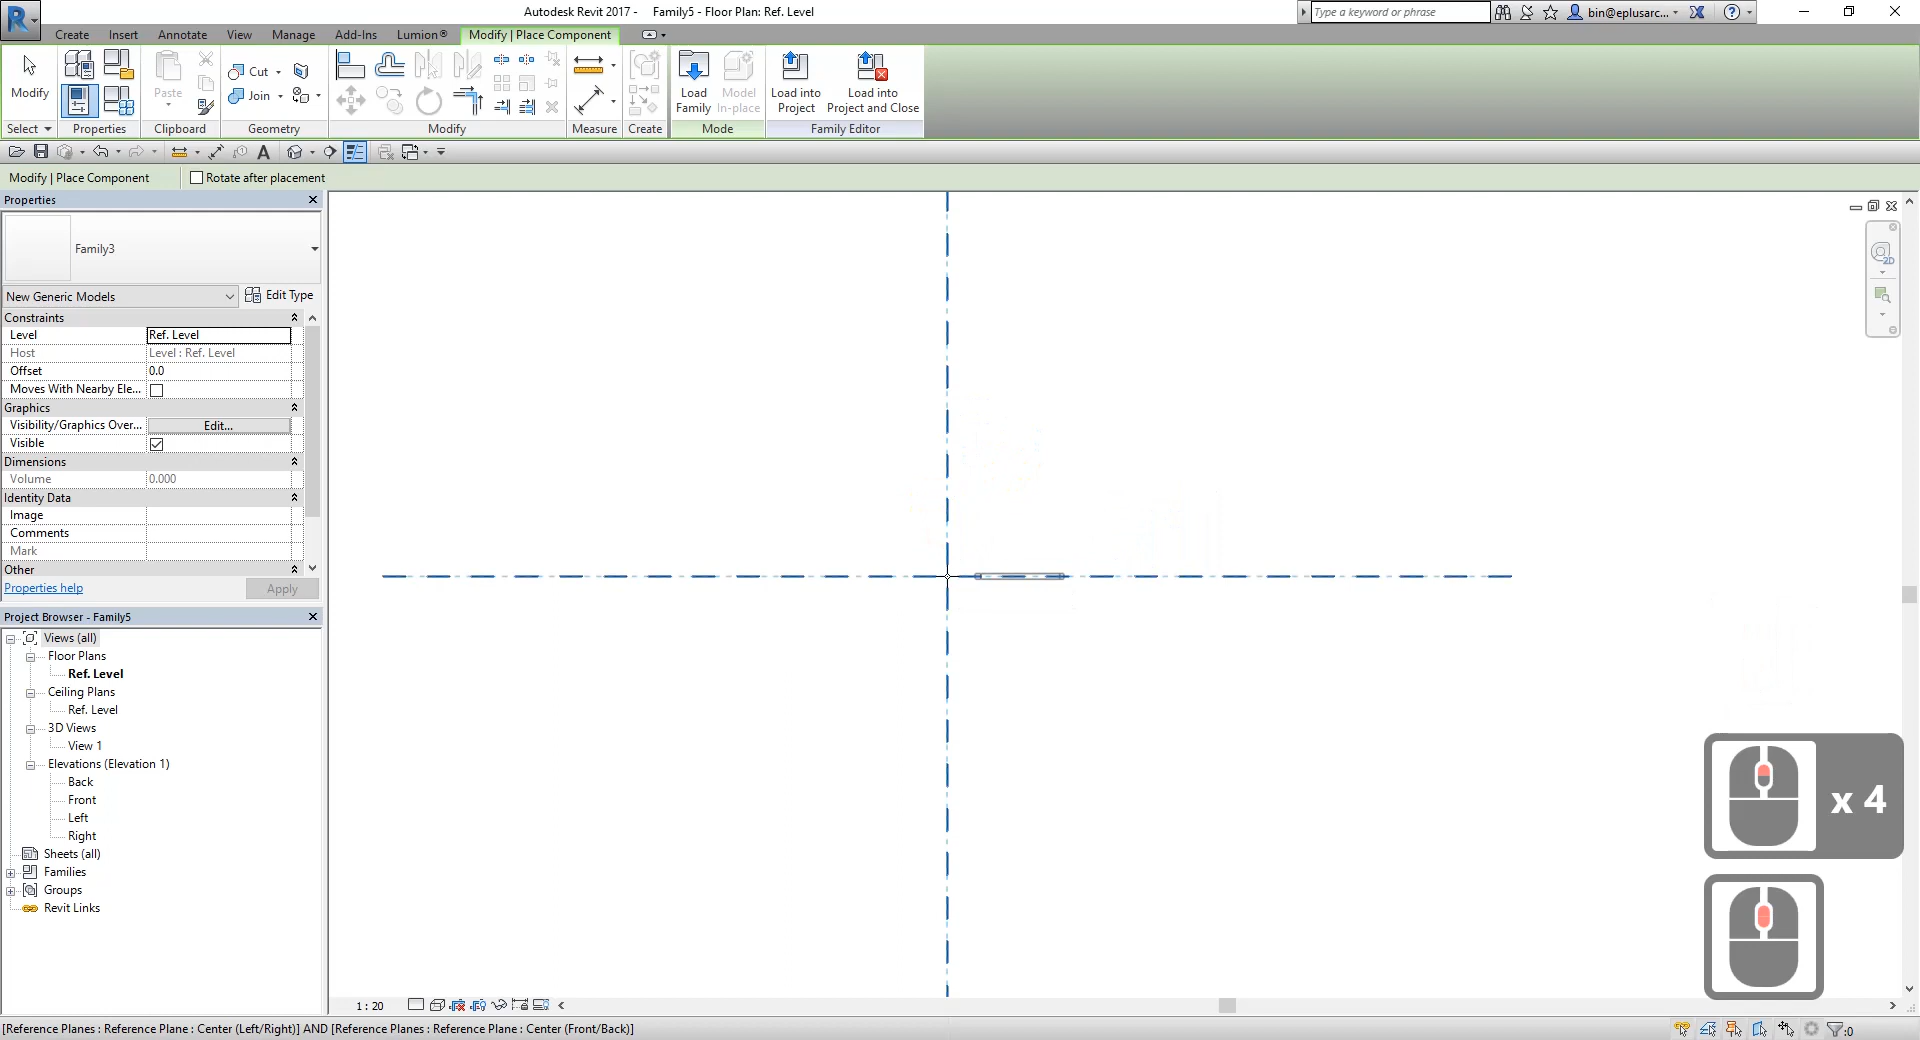 Autodesk Revit 2017 - Family5 - Floor Plan: Ref. Level
Type a keyword or phrase
bin@eplusarc...
Create Insert Annotate View Manage Add-Ins Lumion® Modify | Place Component
Modify
Paste
Cut
Join
Load Family
Model In-place
Load into Project
Load into Project and Close
Select Properties Clipboard Geometry Modify Measure Create Mode Family Editor
Modify | Place Component Rotate after placement
Properties
Family3
New Generic Models Edit Type
Constraints
Level Ref. Level
Host Level : Ref. Level
Offset 0.0
Moves With Nearby Ele...
Graphics
Visibility/Graphics Over... Edit...
Visible
Dimensions
Volume 0.000
Identity Data
Image
Comments
Mark
Other
Properties help Apply
Project Browser - Family5
Views (all)
Floor Plans
Ref. Level
Ceiling Plans
Ref. Level
3D Views
View 1
Elevations (Elevation 1)
Back
Front
Left
Right
Sheets (all)
Families
Groups
Revit Links
2D
x 4
1 : 20
[Reference Planes : Reference Plane : Center (Left/Right)] AND [Reference Planes : Reference Plane : Center (Front/Back)]
:0